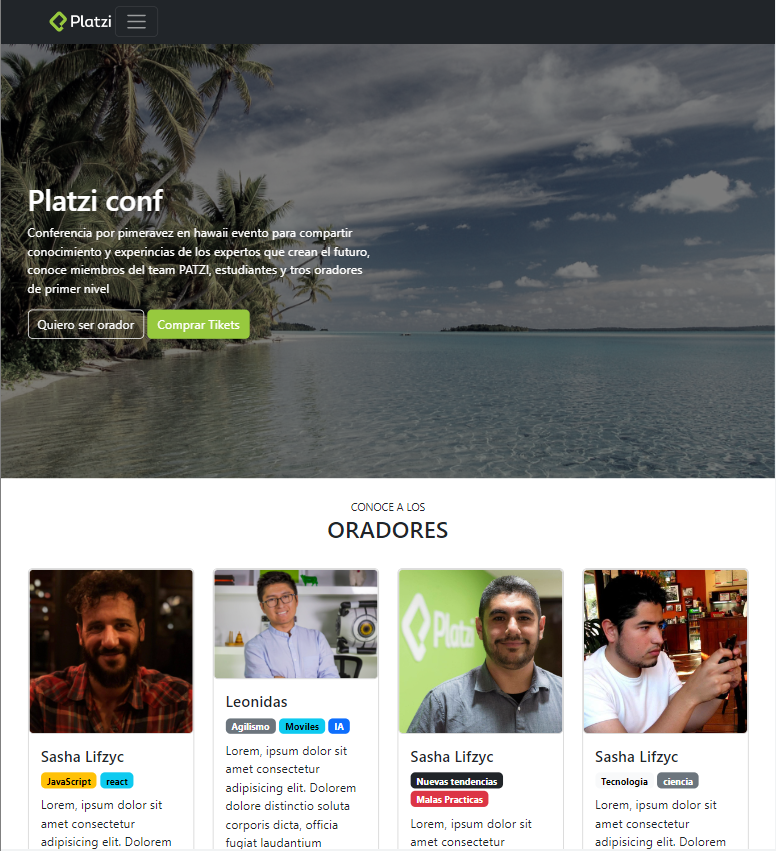 Platzi
Platzi conf
Conferencia por pimeravez en hawaii evento para compartir
conocimiento y experincias de los expertos que crean el futuro,
conoce miembros del team PATZI, estudiantes y tros oradores
de primer nivel
Quiero ser orador
Comprar Tikets
CONOCE A LOS
ORADORES
Platzi
Sasha Lifzyc
JavaScript
react
Lorem, ipsum dolor sit
amet consectetur
adipisicing elit. Dolorem
Leonidas
Agilismo
Moviles
IA
Lorem, ipsum dolor sit
amet consectetur
adipisicing elit. Dolorem
dolore distinctio soluta
corporis dicta, officia
fugiat laudantium
Sasha Lifzyc
Nuevas tendencias
Malas Practicas
Lorem, ipsum dolor sit
amet consectetur
Sasha Lifzyc
Tecnologia
ciencia
Lorem, ipsum dolor sit
amet consectetur
adipisicing elit. Dolorem